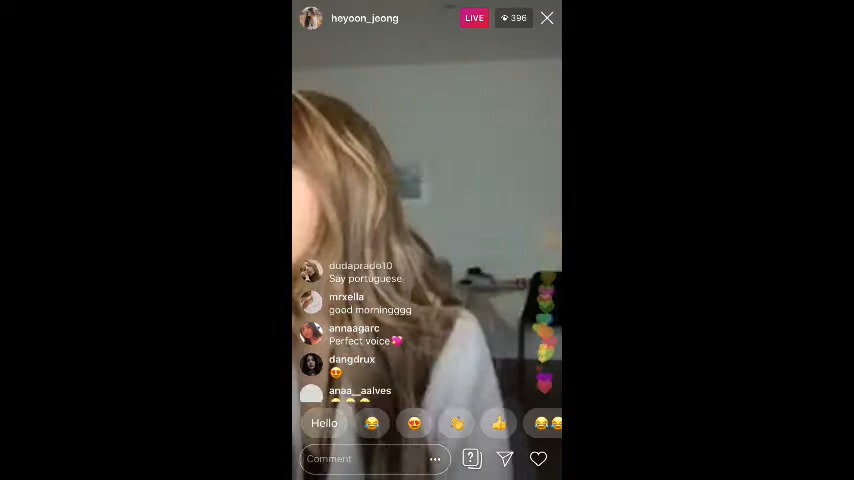 heyoon_jeong
LIVE
396
dudaprado10
Say portuguese
mrxella
good morningggg
annaagarc
Perfect voice💖
dangdrux
😍
anaa__aalves
Hello
Comment